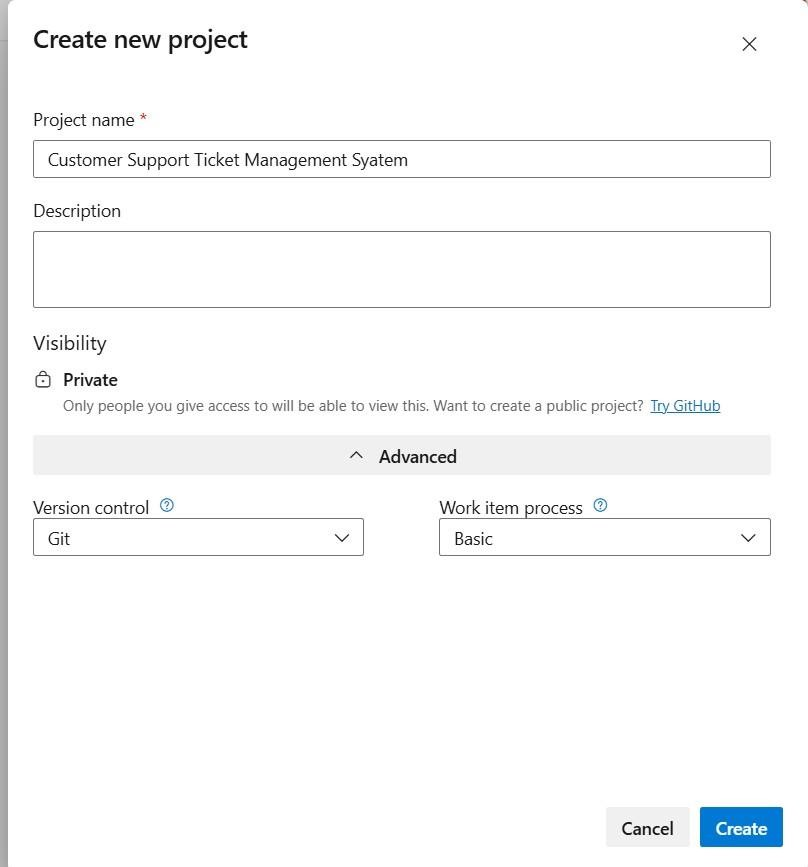 Create new project
Project name *
Customer Support Ticket Management Syatem
Description
Visibility
Private
Only people you give access to will be able to view this. Want to create a public project? Try GitHub
Advanced
Version control ?
Work item process ?
Git
Basic
Cancel
Create